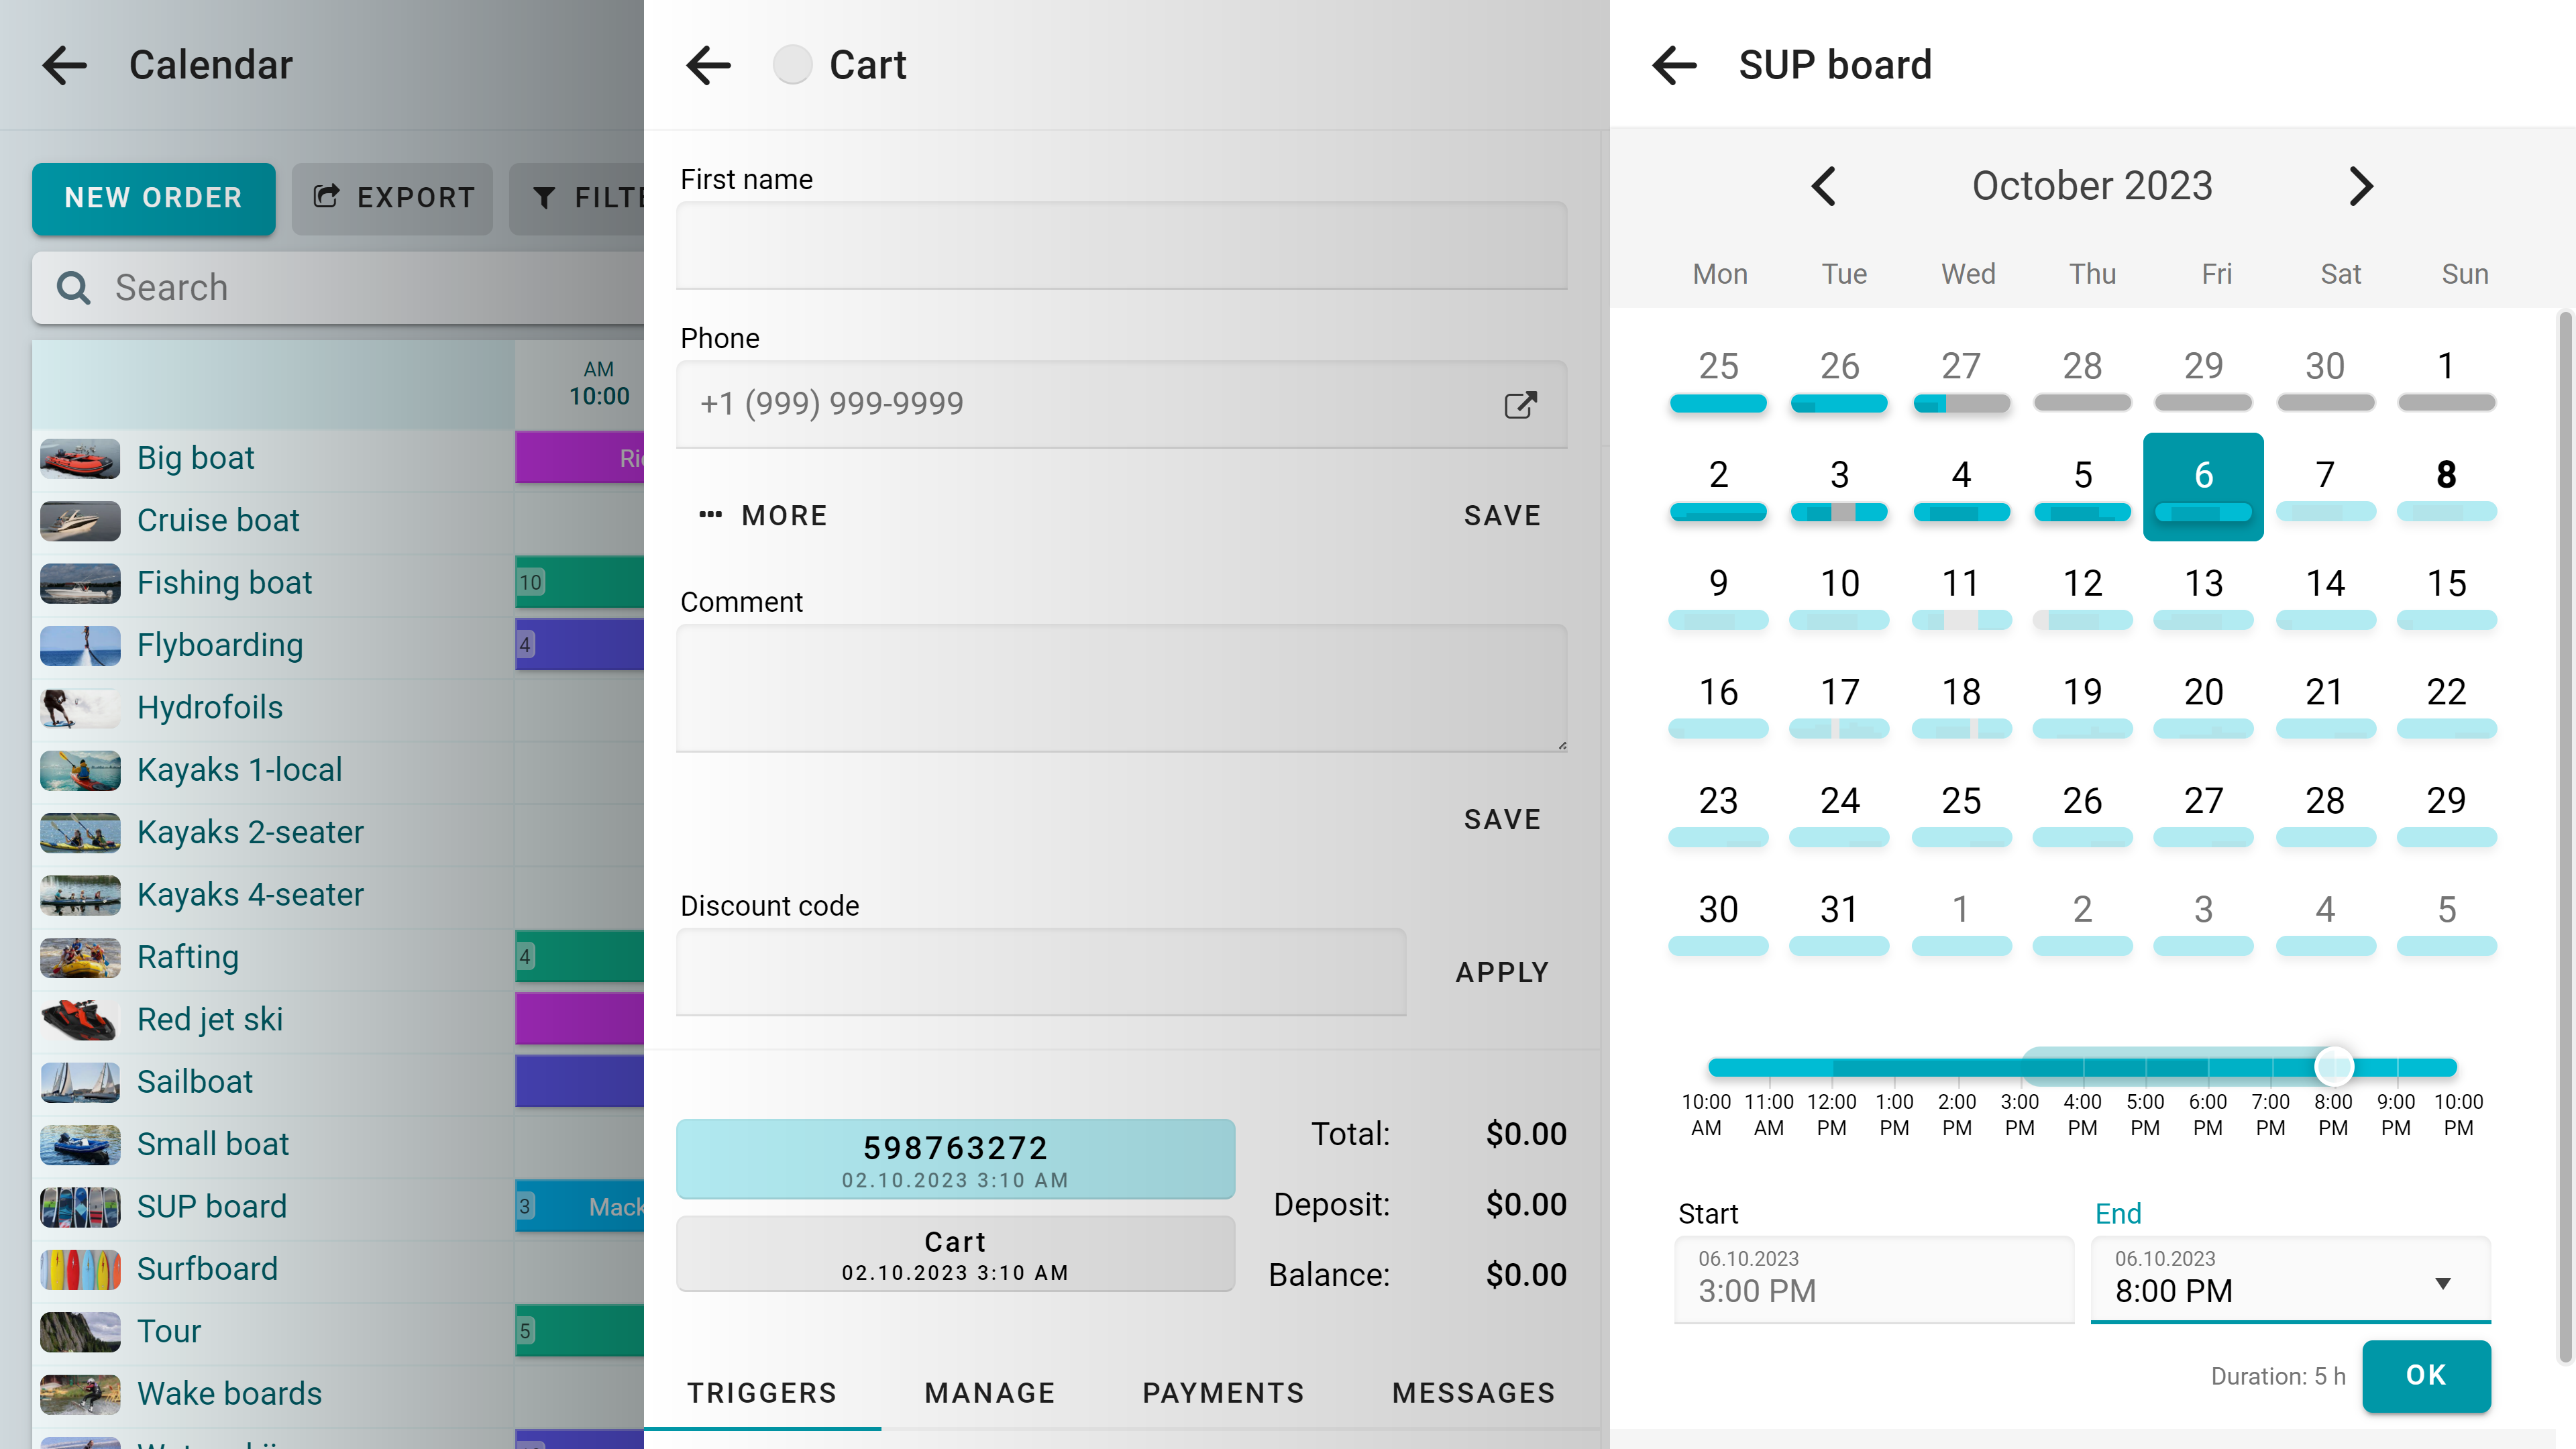 Calendar
NEW ORDER
EXPORT
Search
AM
10:00
Big boat
Cruise boat
Fishing boat
10
Flyboarding
4
Hydrofoils
Kayaks 1-local
Kayaks 2-seater
Kayaks 4-seater
Rafting
4
Red jet ski
Sailboat
Small boat
SUP board
3
Surfboard
Tour
5
Wake boards
Cart
First name
Phone
+1 (999) 999-9999
MORE
SAVE
Comment
SAVE
Discount code
APPLY
598763272
02.10.2023 3:10 AM
Cart
02.10.2023 3:10 AM
Total: $0.00
Deposit: $0.00
Balance: $0.00
TRIGGERS MANAGE PAYMENTS MESSAGES
SUP board
October 2023
Mon Tue Wed Thu Fri Sat Sun
25 26 27 28 29 30 1
2 3 4 5 6 7 8
9 10 11 12 13 14 15
16 17 18 19 20 21 22
23 24 25 26 27 28 29
30 31 1 2 3 4 5
10:00 11:00 12:00 1:00 2:00 3:00 4:00 5:00 6:00 7:00 8:00 9:00 10:00
AM AM PM PM PM PM PM PM PM PM PM PM PM
Start
06.10.2023
3:00 PM
End
06.10.2023
8:00 PM
Duration: 5 h
OK